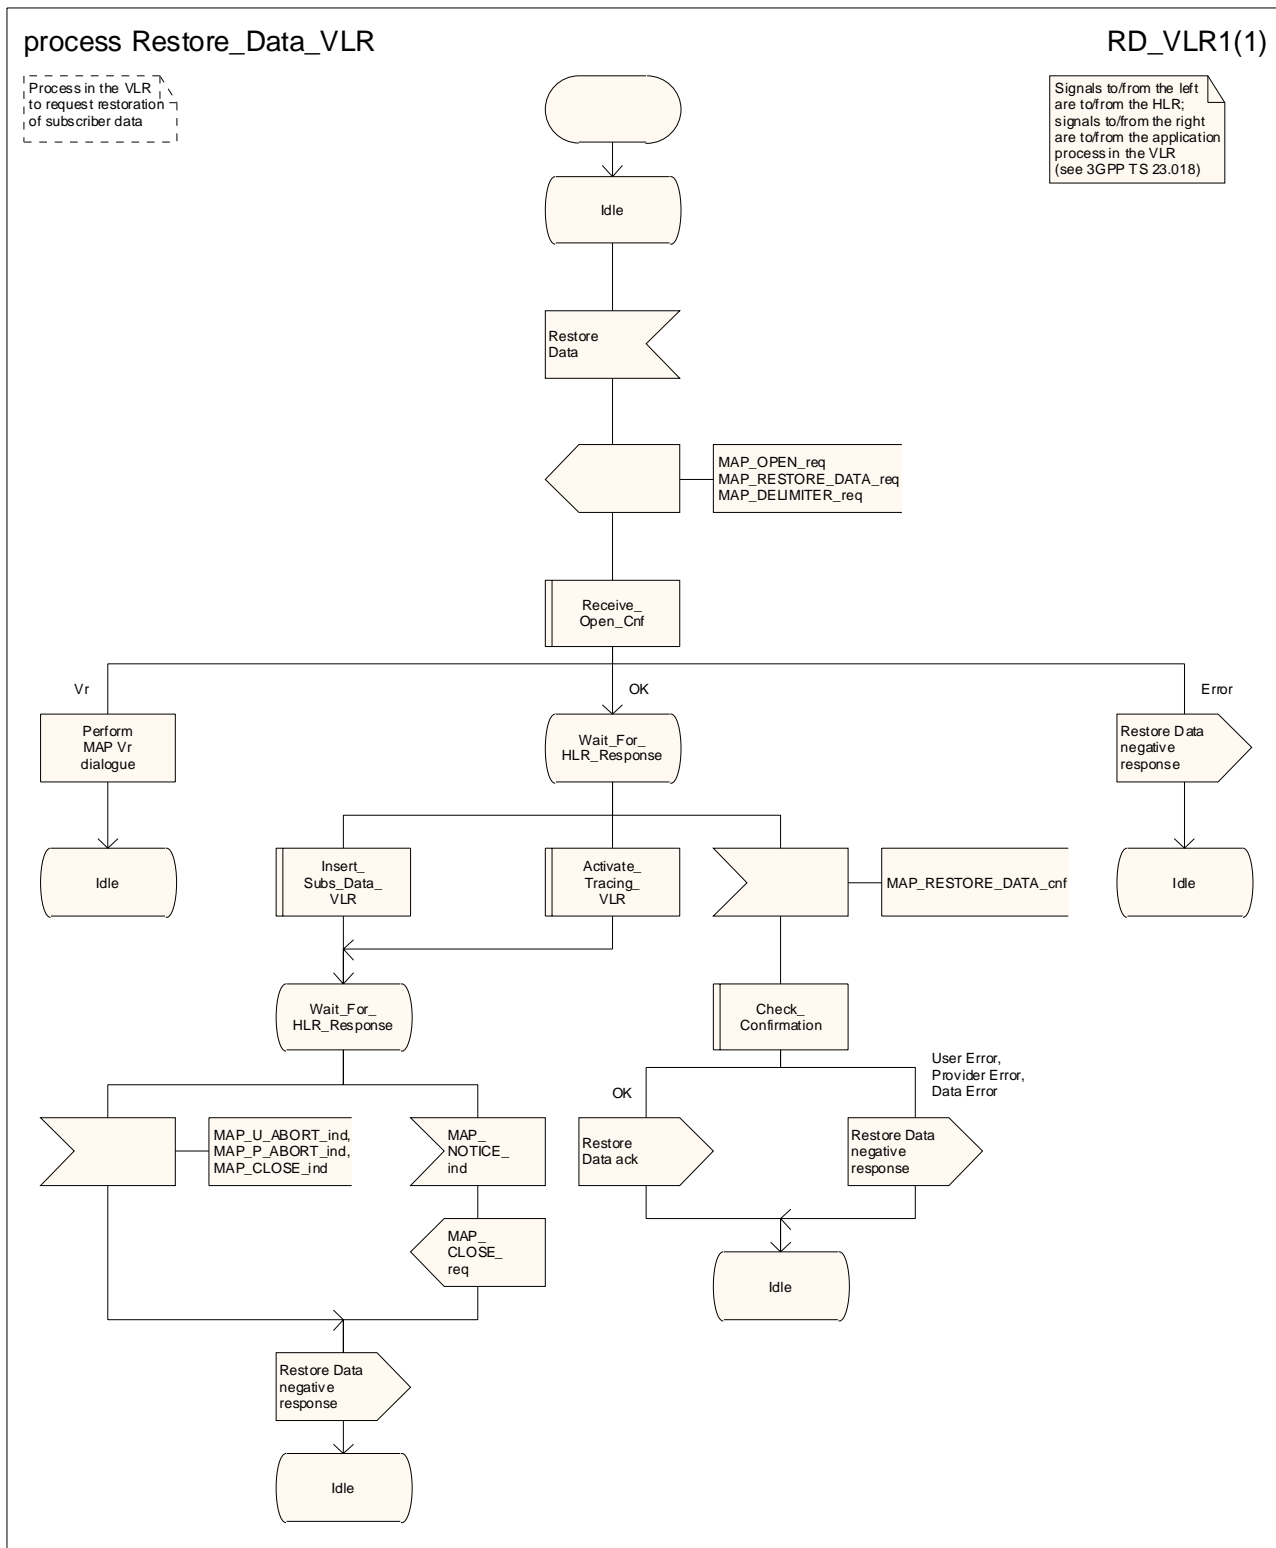 process Restore_Data_VLR
RD_VLR1(1)
Process in the VLR
to request restoration
of subscriber data
Signals to/from the left
are to/from the HLR;
signals to/from the right
are to/from the application
process in the VLR
(see 3GPP TS 23.018)
Idle
Restore
Data
MAP_OPEN_req
MAP_RESTORE_DATA_req
MAP_DELIMITER_req
Receive_
Open_Cnf
Vr
OK
Error
Perform
MAP Vr
dialogue
Wait_For_
HLR_Response
Restore Data
negative
response
Idle
Insert_
Subs_Data_
VLR
Activate_
Tracing_
VLR
MAP_RESTORE_DATA_cnf
Idle
Wait_For_
HLR_Response
Check_
Confirmation
OK
User Error,
Provider Error,
Data Error
MAP_U_ABORT_ind,
MAP_P_ABORT_ind,
MAP_CLOSE_ind
MAP_
NOTICE_
ind
Restore
Data ack
Restore Data
negative
response
MAP_
CLOSE_
req
Idle
Restore Data
negative
response
Idle